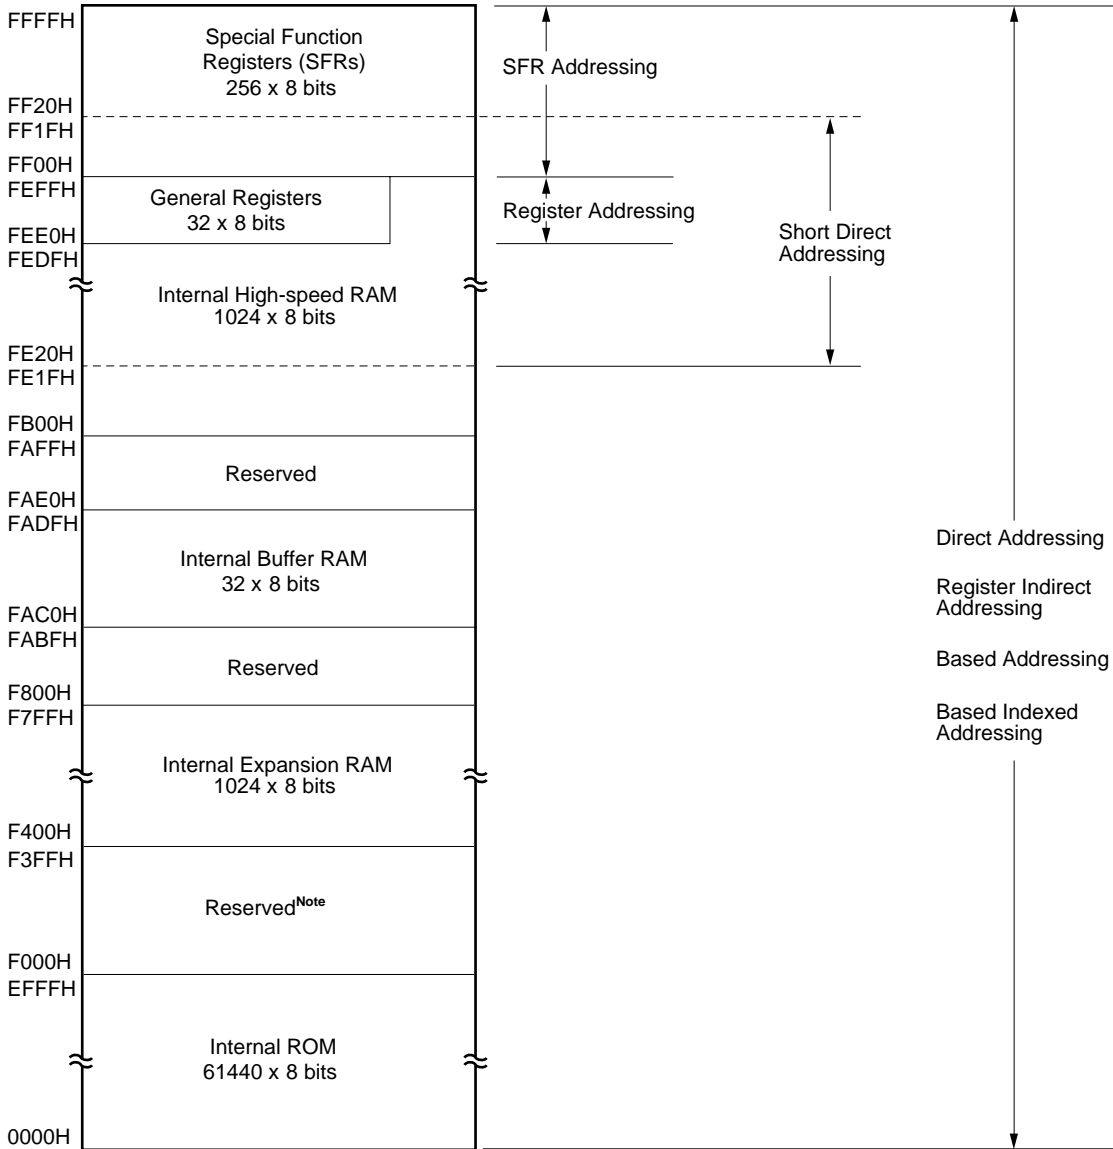 FFFFH
Special Function
Registers (SFRs)
256 x 8 bits
SFR Addressing
FF20H
FF1FH
FF00H
FEFFH
General Registers
32 x 8 bits
Register Addressing
Short Direct
Addressing
FEE0H
FEDFH
Internal High-speed RAM
1024 x 8 bits
FE20H
FE1FH
FB00H
FAFFH
Reserved
FAE0H
FADFH
Internal Buffer RAM
32 x 8 bits
Direct Addressing
Register Indirect
Addressing
FAC0H
FABFH
Reserved
Based Addressing
F800H
F7FFH
Based Indexed
Addressing
Internal Expansion RAM
1024 x 8 bits
F400H
F3FFH
ReservedNote
F000H
EFFFH
Internal ROM
61440 x 8 bits
0000H